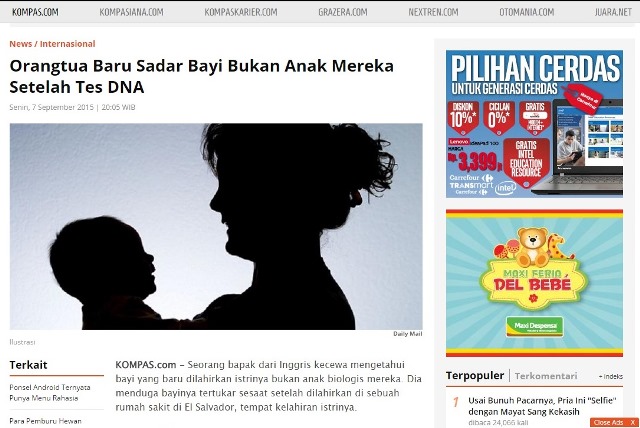 KOMPAS.COM KOMPASIANA.COM KOMPASKARIER.COM GRAZERA.COM NEXTREN.COM OTOMANIA.COM JUARA.NET
News / Internasional
Orangtua Baru Sadar Bayi Bukan Anak Mereka
Setelah Tes DNA
Senin, 7 September 2015 | 20:05 WIB
Daily Mail
Ilustrasi
Terkait
Ponsel Android Ternyata
Punya Menu Rahasia
Para Pemburu Hewan
KOMPAS.com - Seorang bapak dari Inggris kecewa mengetahui
bayi yang baru dilahirkan istrinya bukan anak biologis mereka. Dia
menduga bayinya tertukar sesaat setelah dilahirkan di sebuah
rumah sakit di El Salvador, tempat kelahiran istrinya.
PILIHAN CERDAS
UNTUK GENERASI CERDAS
DISKON
10%*
CICILAN
0%*
GRATIS
Lenovo
HARGA
Rp 3,399
GRATIS
INTEL
EDUCATION
RESOURCE
Carrefour
TRANSmart
Carrefour
intel
MAXI FERIA
DEL BEBÉ
Maxi Despensa
Terpopuler Terkomentari + indeks
1 Usai Bunuh Pacarnya, Pria Ini "Selfie"
dengan Mayat Sang Kekasih
dibaca 24,066 kali
Close Ads X